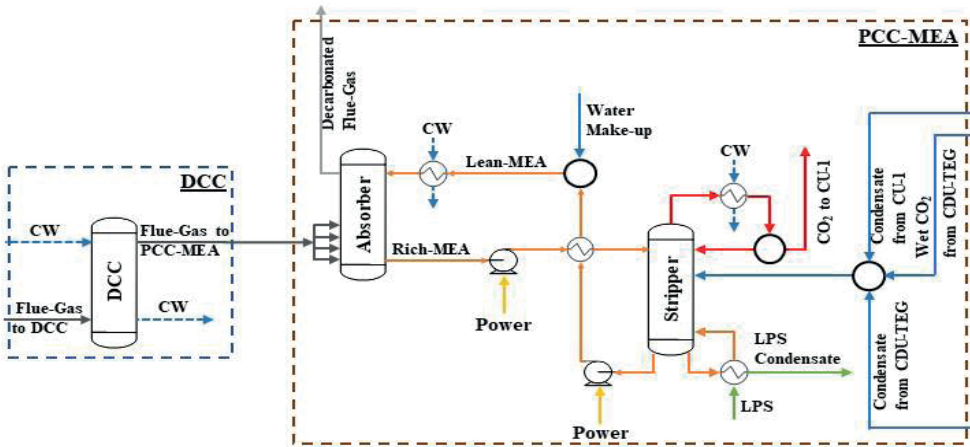 PCC-MEA
Decarbonated
Flue-Gas
Water
Make-up
CW
Lean-MEA
CW
CO2 to CU-1
Condensate
from CU-1
Wet CO2
from CDU-TEG
DCC
CW
Flue-Gas to
PCC-MEA
Absorber
Rich-MEA
DCC
Stripper
Flue-Gas
to DCC
CW
Power
LPS
Condensate
Condensate
from CDU-TEG
LPS
Power